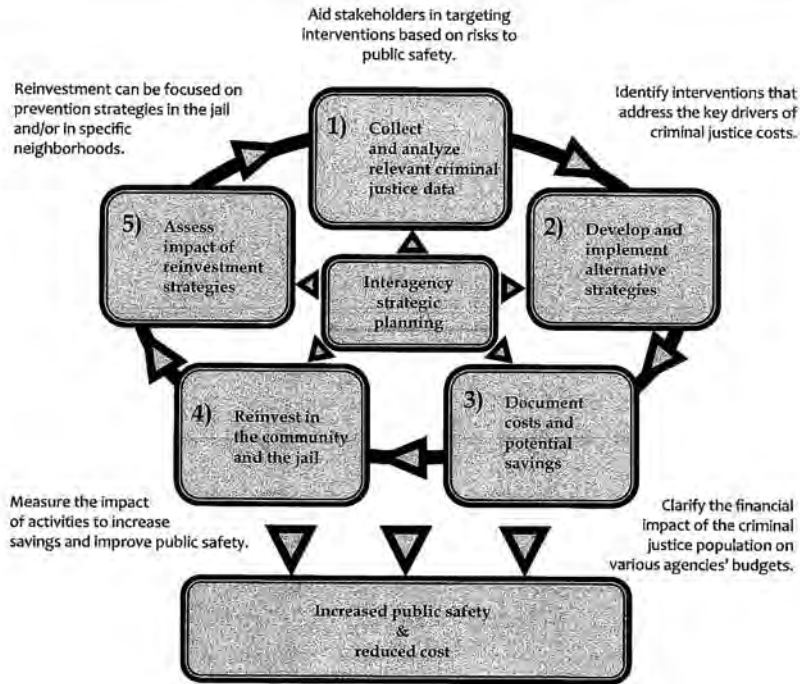 Aid stakeholders in targeting
interventions based on risks to
public safety.
Reinvestment can be focused on
prevention strategies in the jail
and/or in specific
neighborhoods.
Identify interventions that
address the key drivers of
criminal justice costs.
1) Collect
and analyze
relevant criminal
justice data
5) Assess
impact of
reinvestment
strategies
2) Develop and
implement
alternative
strategies
Interagency
strategic
planning
4) Reinvest in
the community
and the jail
3) Document
costs and
potential
savings
Measure the impact
of activities to increase
savings and improve public safety.
Clarify the financial
impact of the criminal
justice population on
various agencies' budgets.
Increased public safety
&
reduced cost